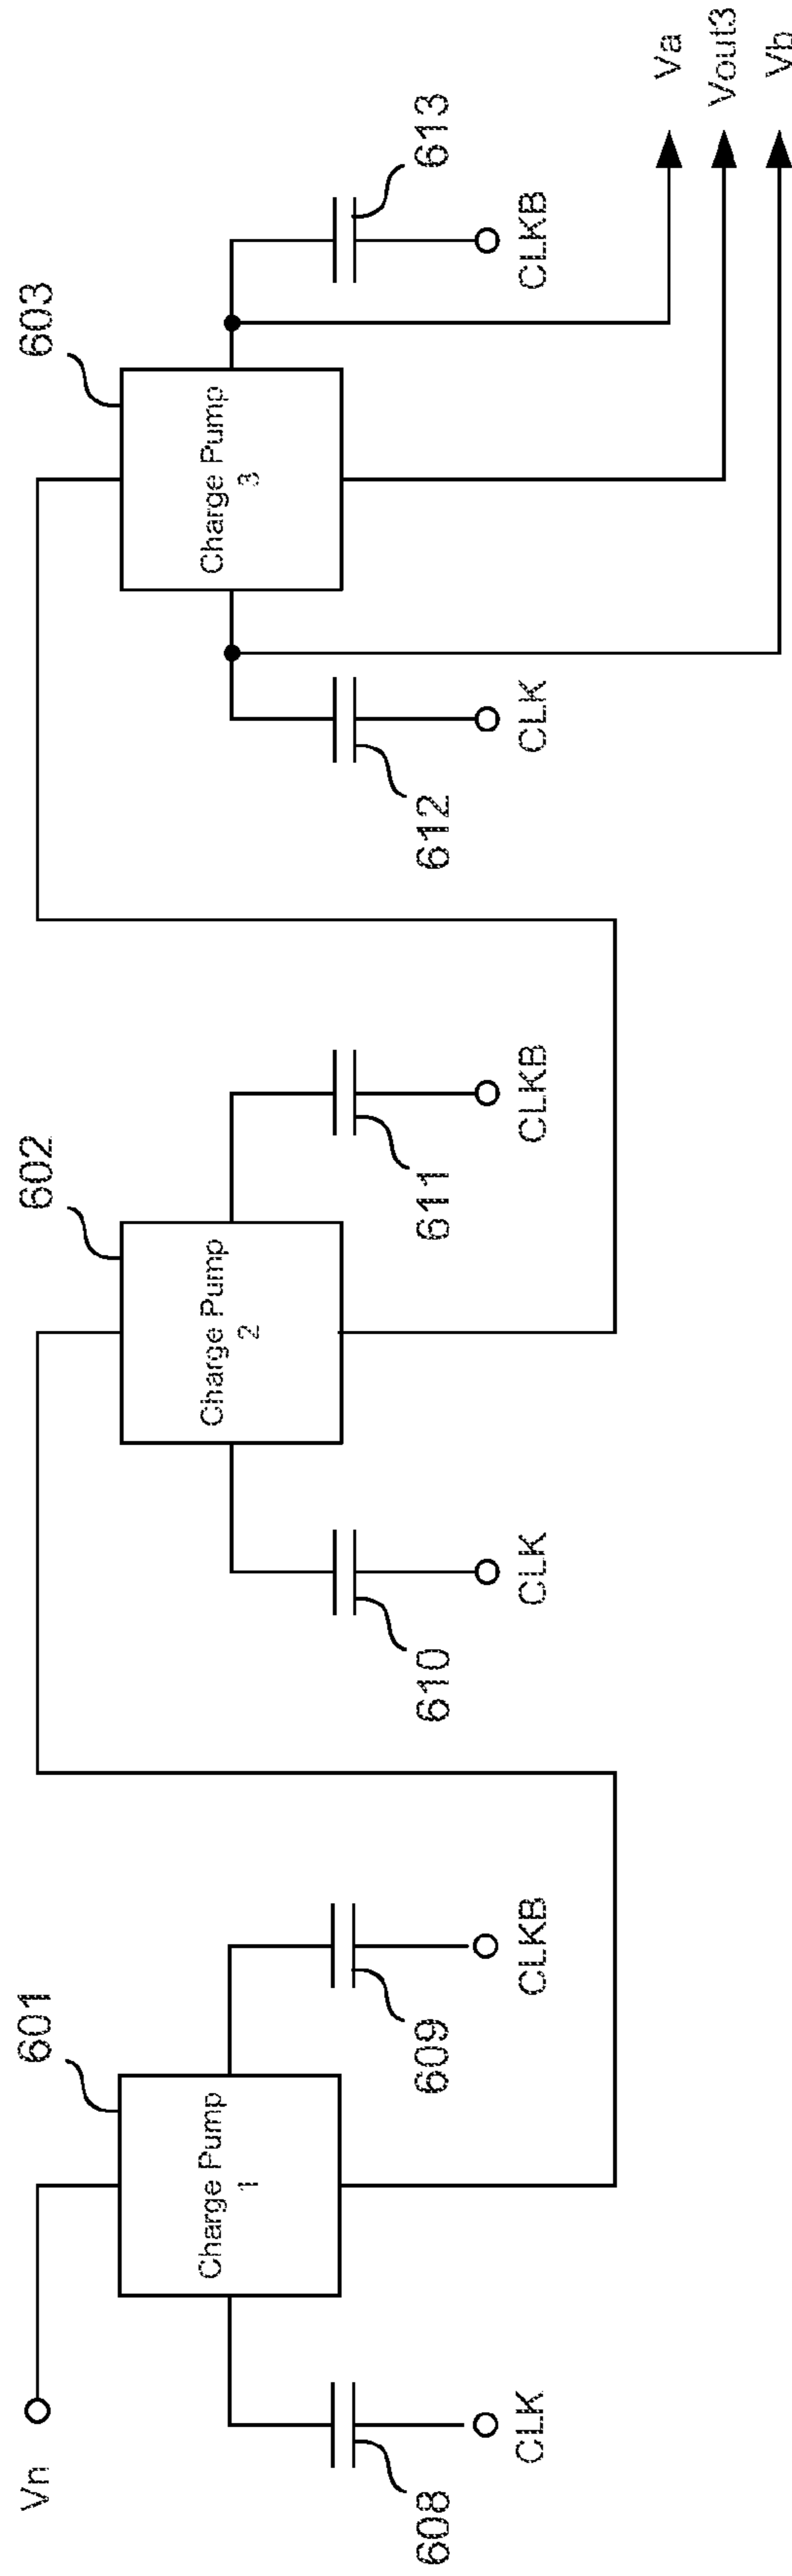 Vn
601
602
603
Charge Pump
1
Charge Pump
2
Charge Pump
3
608
CLK
609
CLKB
610
CLK
611
CLKB
612
CLK
613
CLKB
Va
Vout3
Vb